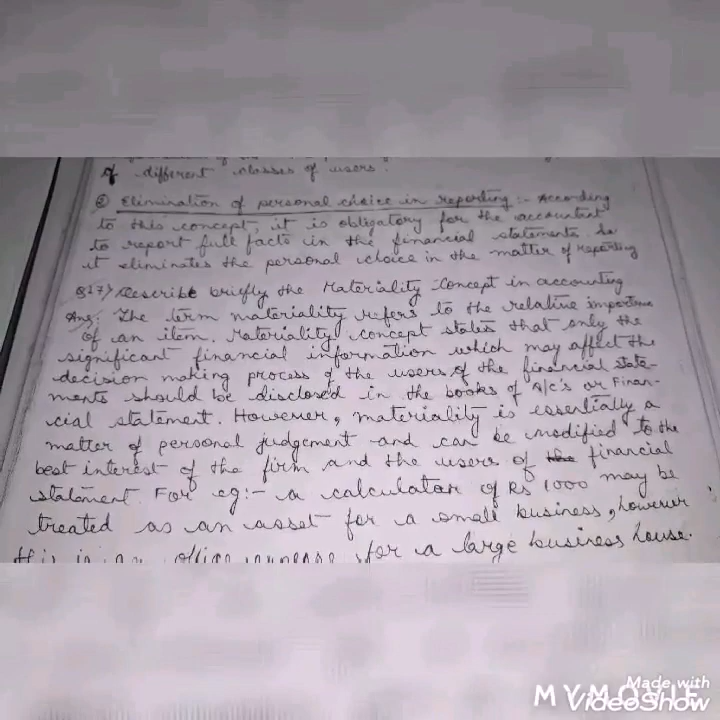 of different classes of users.
② Elimination of personal choice in reporting :- According
to this concept, it is obligatory for the accountant
to report full facts in the financial statements. So
it eliminates the personal choice in the matter of reporting
Q17) Describe briefly the Materiality Concept in accounting
Ans: The term materiality refers to the relative importance
of an item. Materiality concept states that only the
significant financial information which may affect the
decision making process of the users of the financial state-
ments should be disclosed in the books of A/c's or Finan-
cial statement. However, materiality is essentially a
matter of personal judgement and can be modified to the
best interest of the firm and the users of the financial
statement. For eg:- a calculator of Rs 1000 may be
treated as an asset for a small business, however
this is an office expense for a large business house.
Made with
MYMOVIE
VideoShow